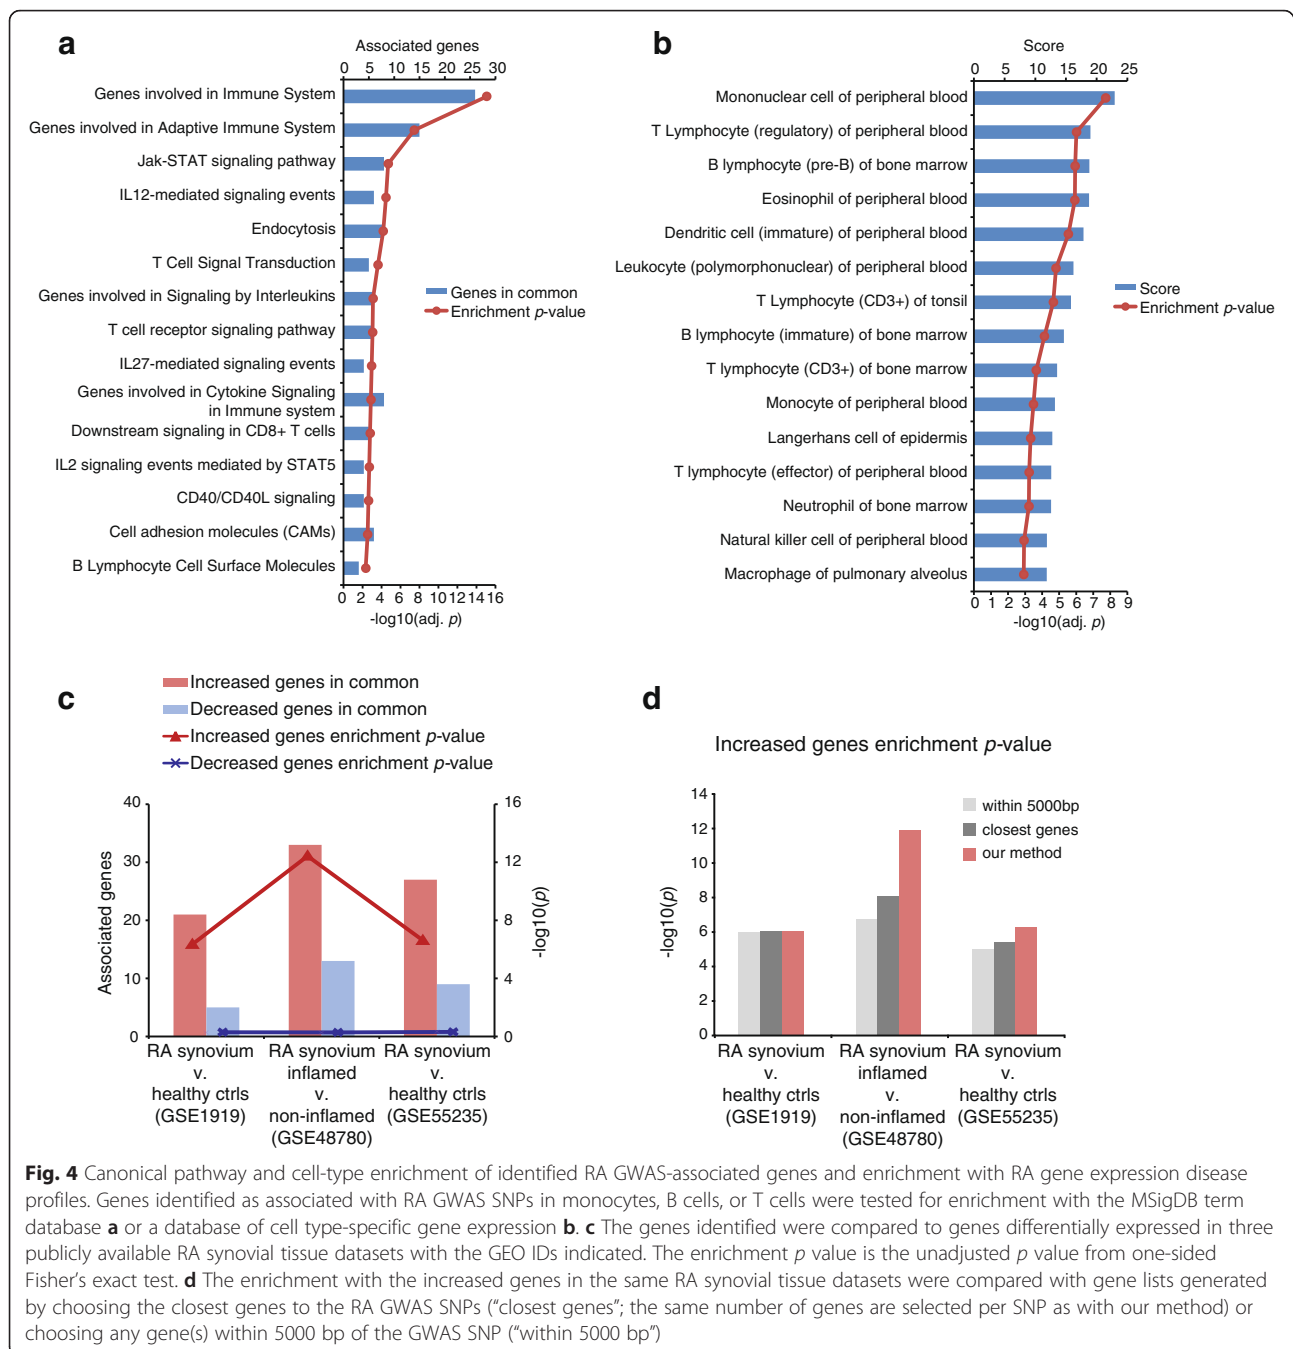 a
Associated genes
0 5 10 15 20 25 30
Genes involved in Immune System
Genes involved in Adaptive Immune System
Jak-STAT signaling pathway
IL12-mediated signaling events
Endocytosis
T Cell Signal Transduction
Genes involved in Signaling by Interleukins
T cell receptor signaling pathway
IL27-mediated signaling events
Genes involved in Cytokine Signaling
in Immune system
Downstream signaling in CD8+ T cells
IL2 signaling events mediated by STAT5
CD40/CD40L signaling
Cell adhesion molecules (CAMs)
B Lymphocyte Cell Surface Molecules
0 2 4 6 8 10 12 14 16
-log10(adj. p)
Genes in common
Enrichment p-value
b
Score
0 5 10 15 20 25
Mononuclear cell of peripheral blood
T Lymphocyte (regulatory) of peripheral blood
B lymphocyte (pre-B) of bone marrow
Eosinophil of peripheral blood
Dendritic cell (immature) of peripheral blood
Leukocyte (polymorphonuclear) of peripheral blood
T Lymphocyte (CD3+) of tonsil
B lymphocyte (immature) of bone marrow
T lymphocyte (CD3+) of bone marrow
Monocyte of peripheral blood
Langerhans cell of epidermis
T lymphocyte (effector) of peripheral blood
Neutrophil of bone marrow
Natural killer cell of peripheral blood
Macrophage of pulmonary alveolus
0 1 2 3 4 5 6 7 8 9
-log10(adj. p)
Score
Enrichment p-value
c
Increased genes in common
Decreased genes in common
Increased genes enrichment p-value
Decreased genes enrichment p-value
Associated genes
40
30
20
10
0
16
12
8
4
0
-log10(p)
RA synovium
v.
healthy ctrls
(GSE1919)
RA synovium
inflamed
v.
non-inflamed
(GSE48780)
RA synovium
v.
healthy ctrls
(GSE55235)
d
Increased genes enrichment p-value
-log10(p)
14
12
10
8
6
4
2
0
within 5000bp
closest genes
our method
RA synovium
v.
healthy ctrls
(GSE1919)
RA synovium
inflamed
v.
non-inflamed
(GSE48780)
RA synovium
v.
healthy ctrls
(GSE55235)
Fig. 4 Canonical pathway and cell-type enrichment of identified RA GWAS-associated genes and enrichment with RA gene expression disease
profiles. Genes identified as associated with RA GWAS SNPs in monocytes, B cells, or T cells were tested for enrichment with the MSigDB term
database a or a database of cell type-specific gene expression b. c The genes identified were compared to genes differentially expressed in three
publicly available RA synovial tissue datasets with the GEO IDs indicated. The enrichment p value is the unadjusted p value from one-sided
Fisher's exact test. d The enrichment with the increased genes in the same RA synovial tissue datasets were compared with gene lists generated
by choosing the closest genes to the RA GWAS SNPs (“closest genes”; the same number of genes are selected per SNP as with our method) or
choosing any gene(s) within 5000 bp of the GWAS SNP (“within 5000 bp”)